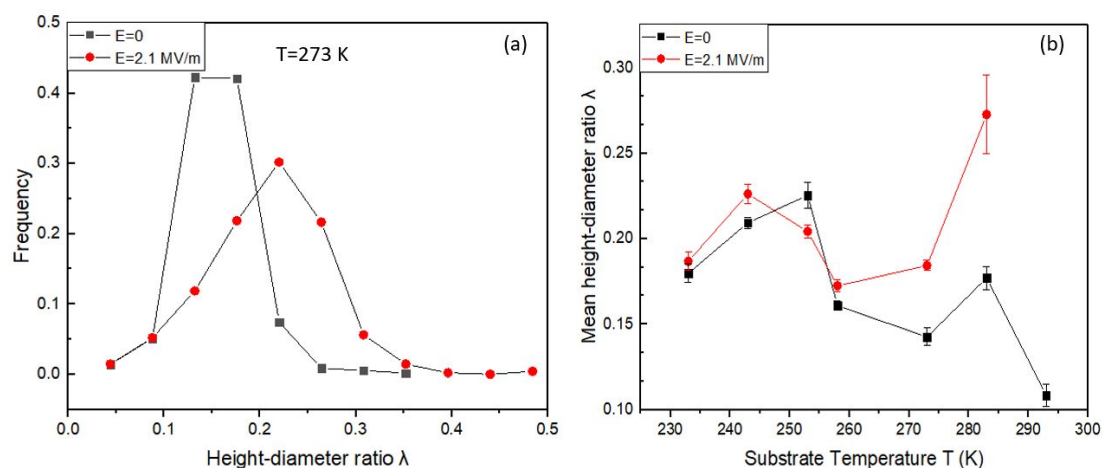 E=0
E=2.1 MV/m
T=273 K
(a)
0.4
0.3
0.2
0.1
0.0
Frequency
0.0
0.1
0.2
0.3
0.4
0.5
Height-diameter ratio λ
E=0
E=2.1 MV/m
(b)
0.30
0.25
0.20
0.15
0.10
Mean height-diameter ratio λ
230
240
250
260
270
280
290
300
Substrate Temperature T (K)